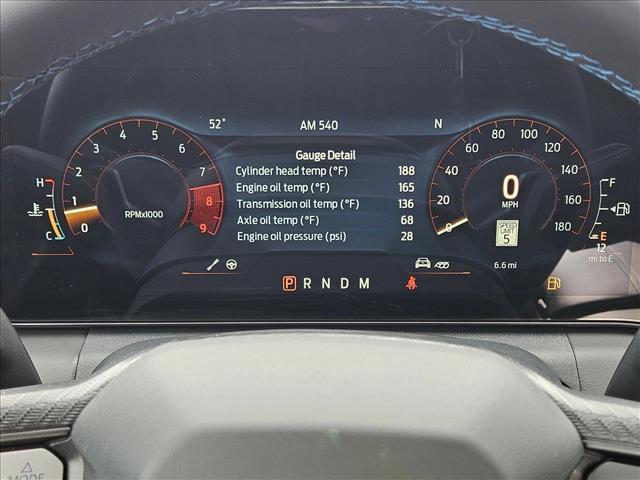 52° AM 540 N
Gauge Detail
Cylinder head temp (°F) 188
Engine oil temp (°F) 165
Transmission oil temp (°F) 136
Axle oil temp (°F) 68
Engine oil pressure (psi) 28
0 1 2 3 4 5 6 7 8 9
RPMx1000
H
C
0 20 40 60 80 100 120 140 160 180
0
MPH
SPEED
LIMIT
5
F
E
12
mi to E
6.6 mi
P R N D M
MODE